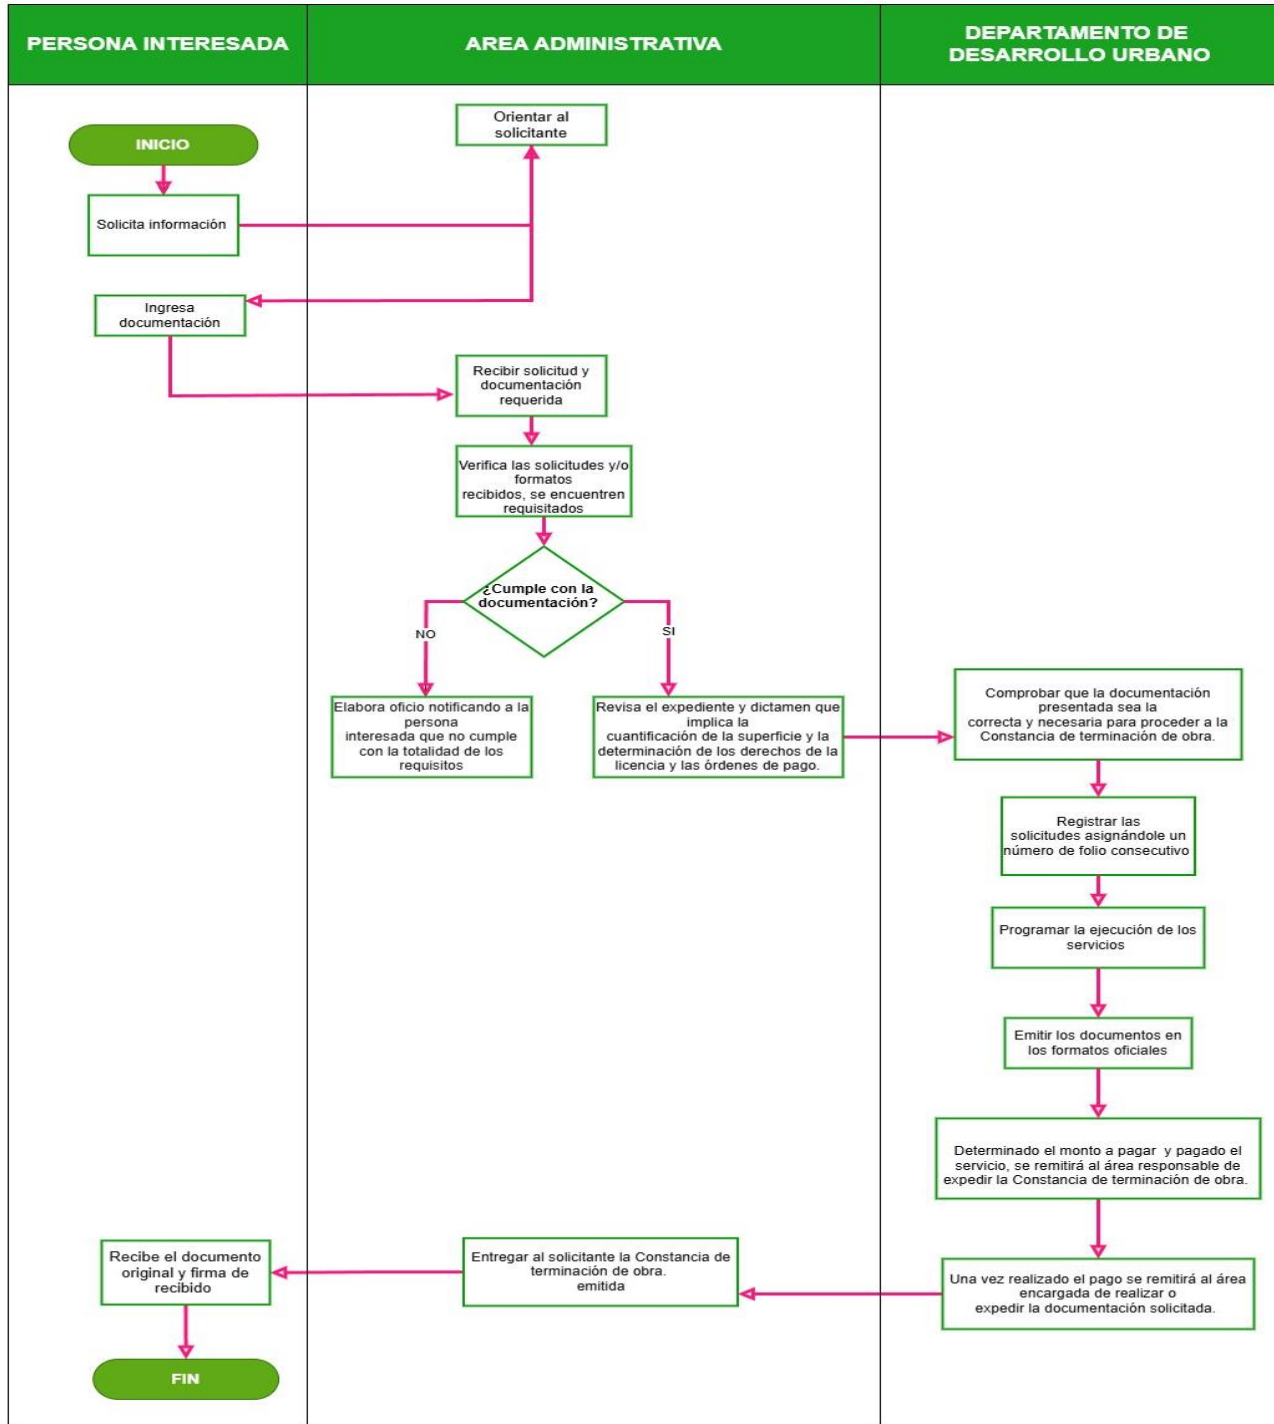 PERSONA INTERESADA
AREA ADMINISTRATIVA
DEPARTAMENTO DE
DESARROLLO URBANO
INICIO
Orientar al
solicitante
Solicita información
Ingresa
documentación
Recibir solicitud y
documentación
requerida
Verifica las solicitudes y/o
formatos
recibidos, se encuentren
requisitados
¿Cumple con la
documentación?
NO
SI
Elabora oficio notificando a la
persona
interesada que no cumple
con la totalidad de los
requisitos
Revisa el expediente y dictamen que
implica la
cuantificación de la superficie y la
determinación de los derechos de la
licencia y las órdenes de pago.
Comprobar que la documentación
presentada sea la
correcta y necesaria para proceder a la
Constancia de terminación de obra.
Registrar las
solicitudes asignándole un
número de folio consecutivo
Programar la ejecución de los
servicios
Emitir los documentos en
los formatos oficiales
Determinado el monto a pagar  y pagado el
servicio, se remitirá al área responsable de
expedir la Constancia de terminación de obra.
Una vez realizado el pago se remitirá al área
encargada de realizar o
expedir la documentación solicitada.
Entregar al solicitante la Constancia de
terminación de obra.
emitida
Recibe el documento
original y firma de
recibido
FIN